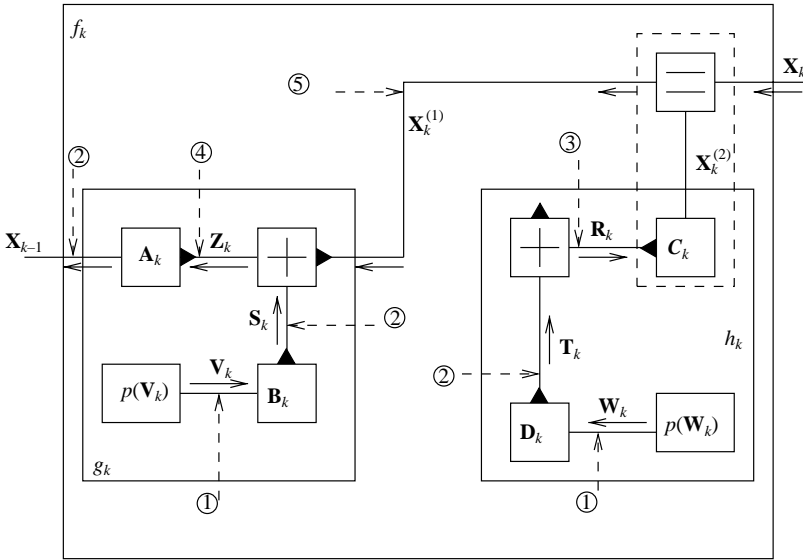 f_k
X_k
⑤
X_k^{(1)}
X_k^{(2)}
②
④
③
X_{k–1}
A_k
Z_k
R_k
C_k
S_k
②
h_k
T_k
②
V_k
p(V_k)
B_k
W_k
D_k
p(W_k)
g_k
①
①